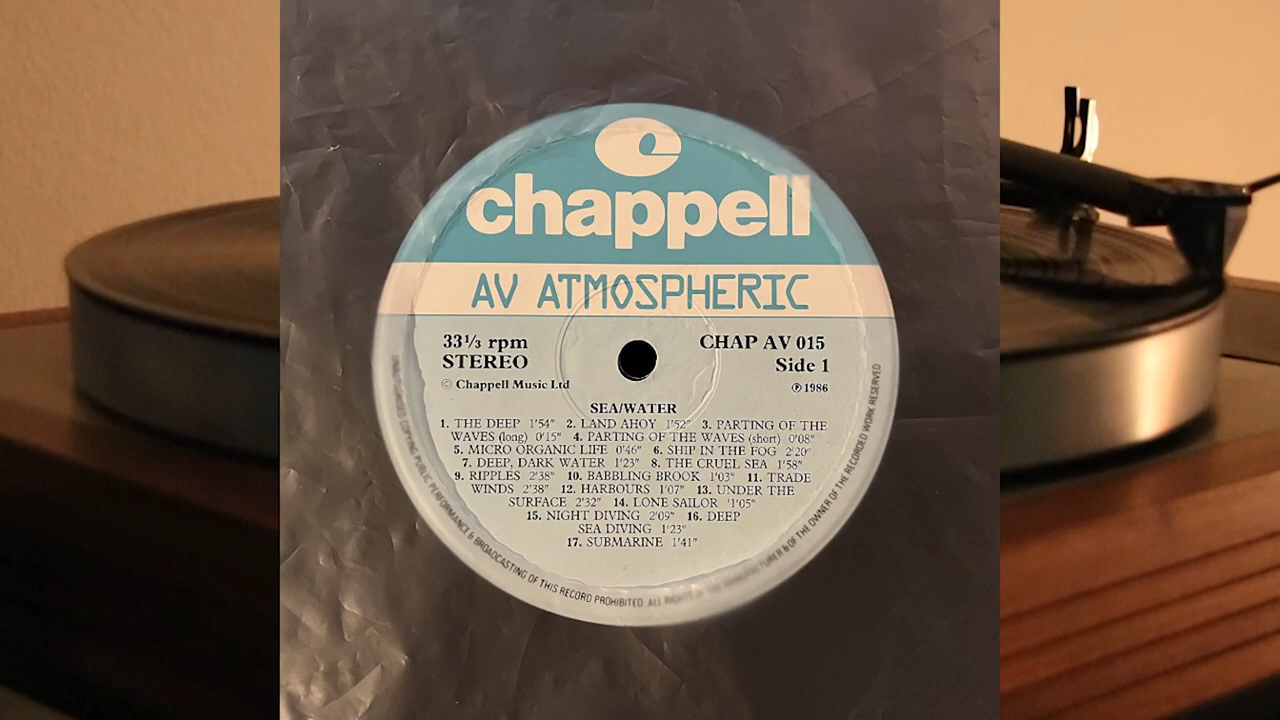 chappell
AV ATMOSPHERIC
33⅓ rpm
STEREO
© Chappell Music Ltd
CHAP AV 015
Side 1
℗ 1986
SEA/WATER
1. THE DEEP 1'54" 2. LAND AHOY 1'52" 3. PARTING OF THE
WAVES (long) 0'15" 4. PARTING OF THE WAVES (short) 0'08"
5. MICRO ORGANIC LIFE 0'46" 6. SHIP IN THE FOG 2'20"
7. DEEP, DARK WATER 1'23" 8. THE CRUEL SEA 1'58"
9. RIPPLES 2'38" 10. BABBLING BROOK 1'03" 11. TRADE
WINDS 2'38" 12. HARBOURS 1'07" 13. UNDER THE
SURFACE 2'32" 14. LONE SAILOR '1'05"
15. NIGHT DIVING 2'09" 16. DEEP
SEA DIVING 1'23"
17. SUBMARINE 1'41"
COPYING PUBLIC PERFORMANCE & BROADCASTING OF THIS RECORD PROHIBITED. ALL RIGHTS OF THE MANUFACTURER & OF THE OWNER OF THE RECORDED WORK RESERVED